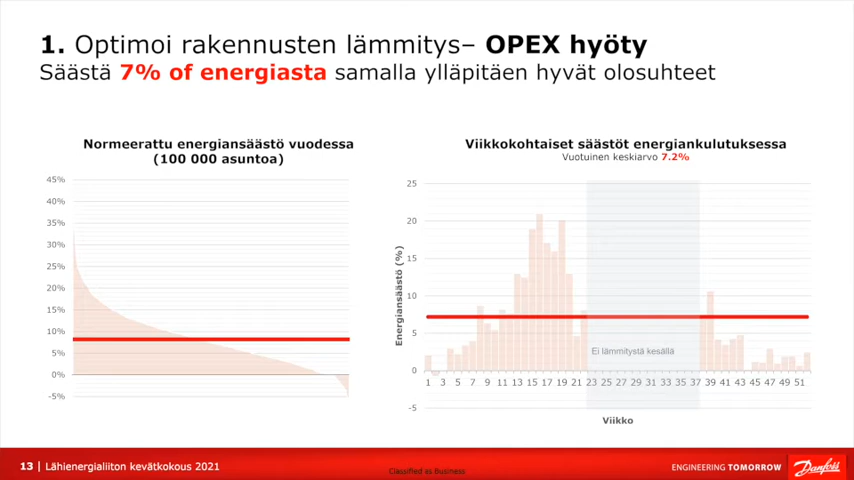 1. Optimoi rakennusten lämmitys– OPEX hyöty
Säästä 7% of energiasta samalla ylläpitäen hyvät olosuhteet
Normeerattu energiansäästö vuodessa
(100 000 asuntoa)
45%
40%
35%
30%
25%
20%
15%
10%
5%
0%
-5%
Viikkokohtaiset säästöt energiankulutuksessa
Vuotuinen keskiarvo 7.2%
Energiansäästö (%)
25
20
15
10
5
0
-5
Ei lämmitystä kesällä
1 3 5 7 9 11 13 15 17 19 21 23 25 27 29 31 33 35 37 39 41 43 45 47 49 51
Viikko
13 | Lähienergialiiton kevätkokous 2021
Classified as Business
ENGINEERING TOMORROW
Danfoss